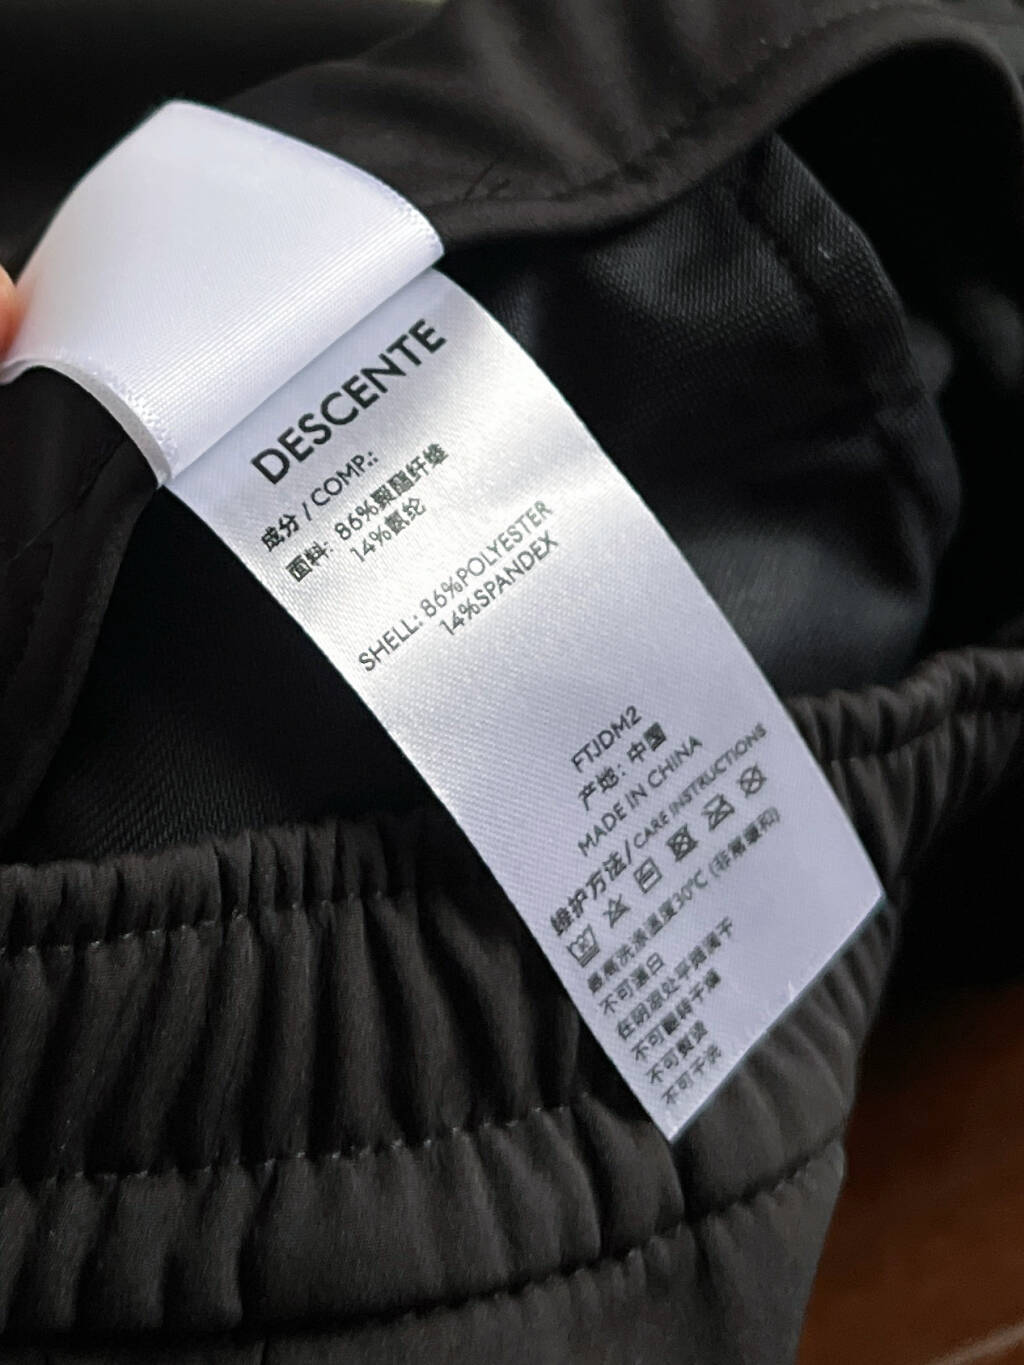 DESCENTE
成分 / COMP.:
面料: 86%聚酯纤维
14%氨纶
SHELL: 86%POLYESTER
14%SPANDEX
FTJDM2
产地: 中国
MADE IN CHINA
维护方法/CARE INSTRUCTIONS
最高洗涤温度30℃ (非常缓和)
不可漂白
在阴凉处平摊滴干
不可翻转干燥
不可熨烫
不可干洗